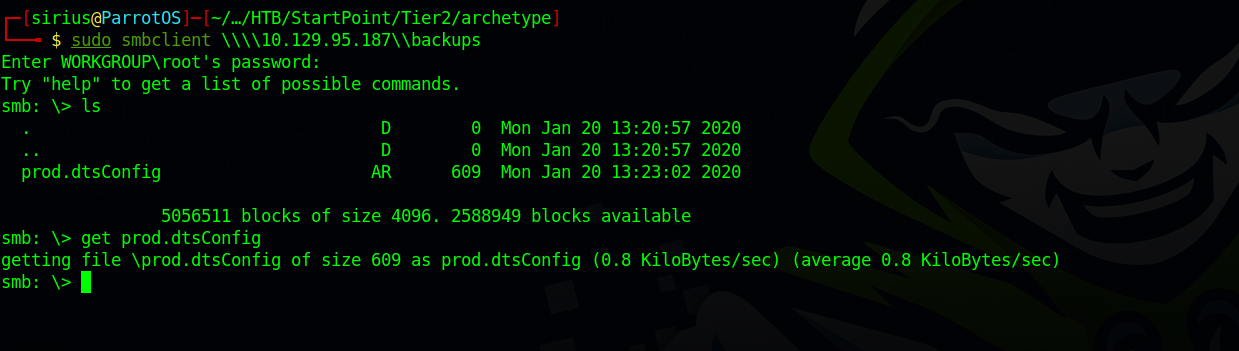 ┌─[sirius@ParrotOS]─[~/…/HTB/StartPoint/Tier2/archetype]
└──╼ $ sudo smbclient \\\\10.129.95.187\\backups
Enter WORKGROUP\root's password:
Try "help" to get a list of possible commands.
smb: \> ls
  .                                   D        0  Mon Jan 20 13:20:57 2020
  ..                                  D        0  Mon Jan 20 13:20:57 2020
  prod.dtsConfig                     AR      609  Mon Jan 20 13:23:02 2020
                5056511 blocks of size 4096. 2588949 blocks available
smb: \> get prod.dtsConfig
getting file \prod.dtsConfig of size 609 as prod.dtsConfig (0.8 KiloBytes/sec) (average 0.8 KiloBytes/sec)
smb: \>